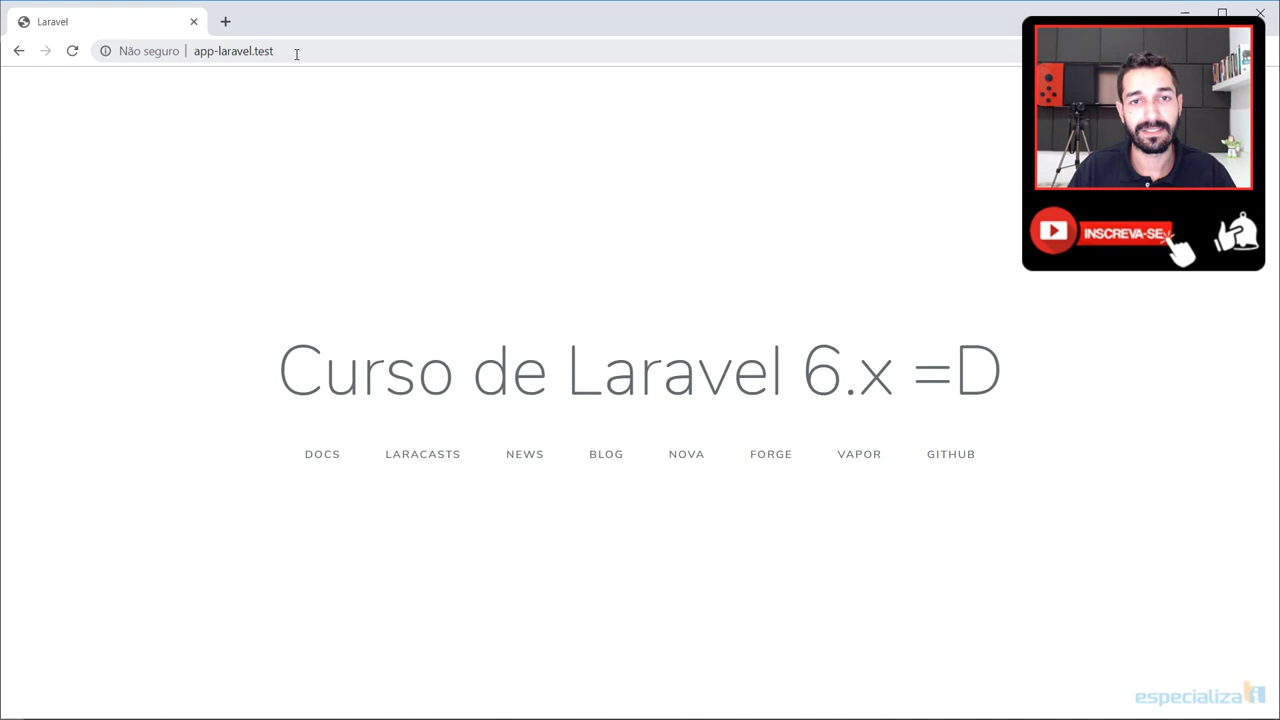 Laravel
Não seguro | app-laravel.test
INSCREVA-SE
Curso de Laravel 6.x =D
DOCS LARACASTS NEWS BLOG NOVA FORGE VAPOR GITHUB
especializati